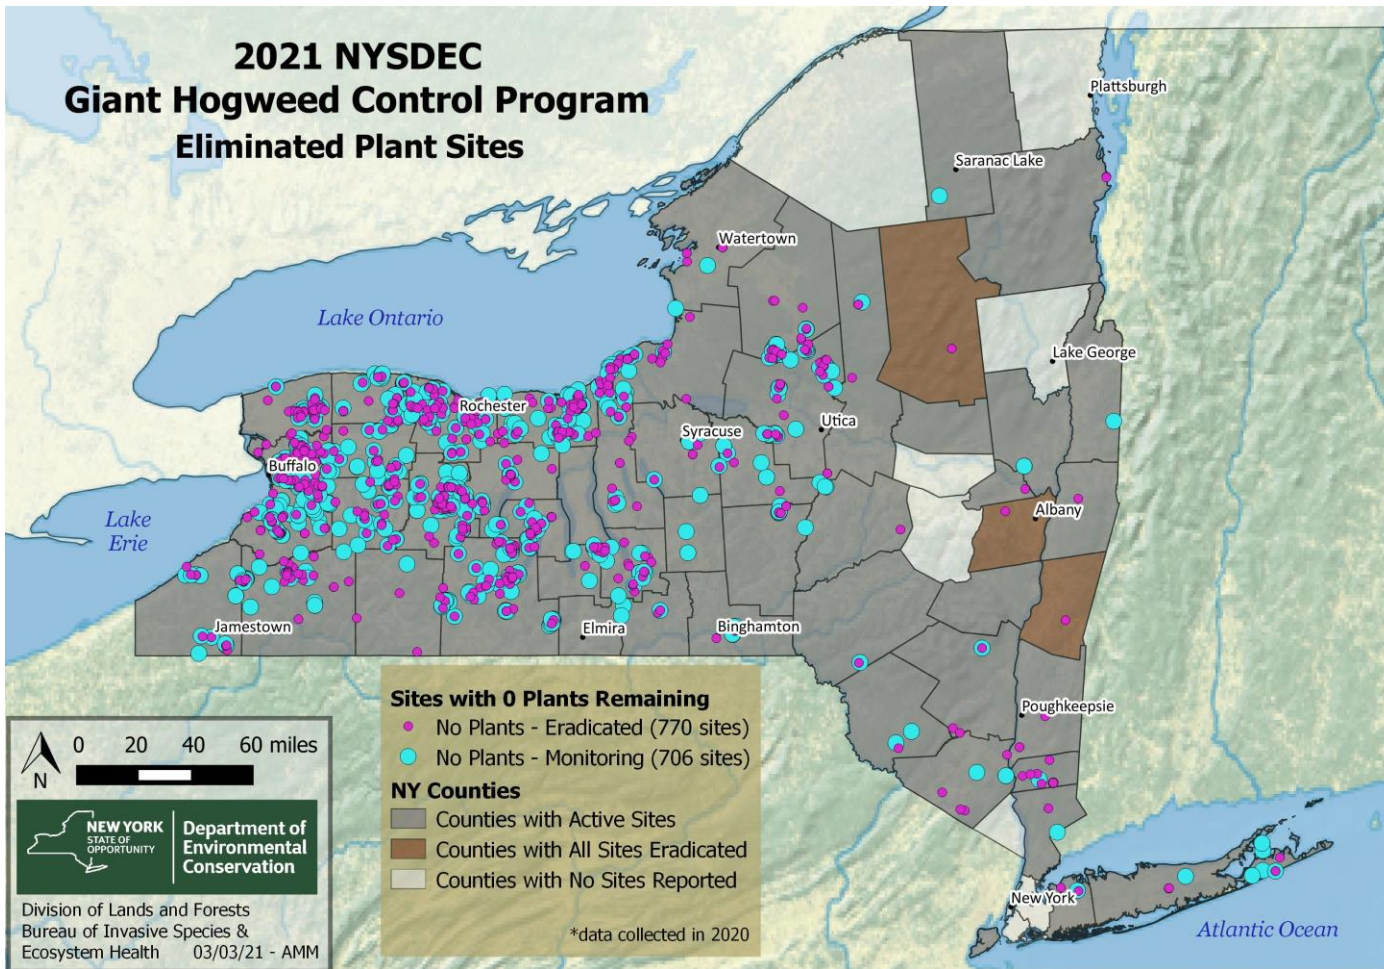 2021 NYSDEC
Giant Hogweed Control Program
Eliminated Plant Sites
Plattsburgh
Saranac Lake
Watertown
Lake Ontario
Lake George
Rochester
Utica
Syracuse
Buffalo
Albany
Lake
Erie
Jamestown
Elmira
Binghamton
Poughkeepsie
New York
Atlantic Ocean
Sites with 0 Plants Remaining
No Plants - Eradicated (770 sites)
No Plants - Monitoring (706 sites)
NY Counties
Counties with Active Sites
Counties with All Sites Eradicated
Counties with No Sites Reported
*data collected in 2020
N
0 20 40 60 miles
NEW YORK
STATE OF
OPPORTUNITY
Department of
Environmental
Conservation
Division of Lands and Forests
Bureau of Invasive Species &
Ecosystem Health 03/03/21 - AMM